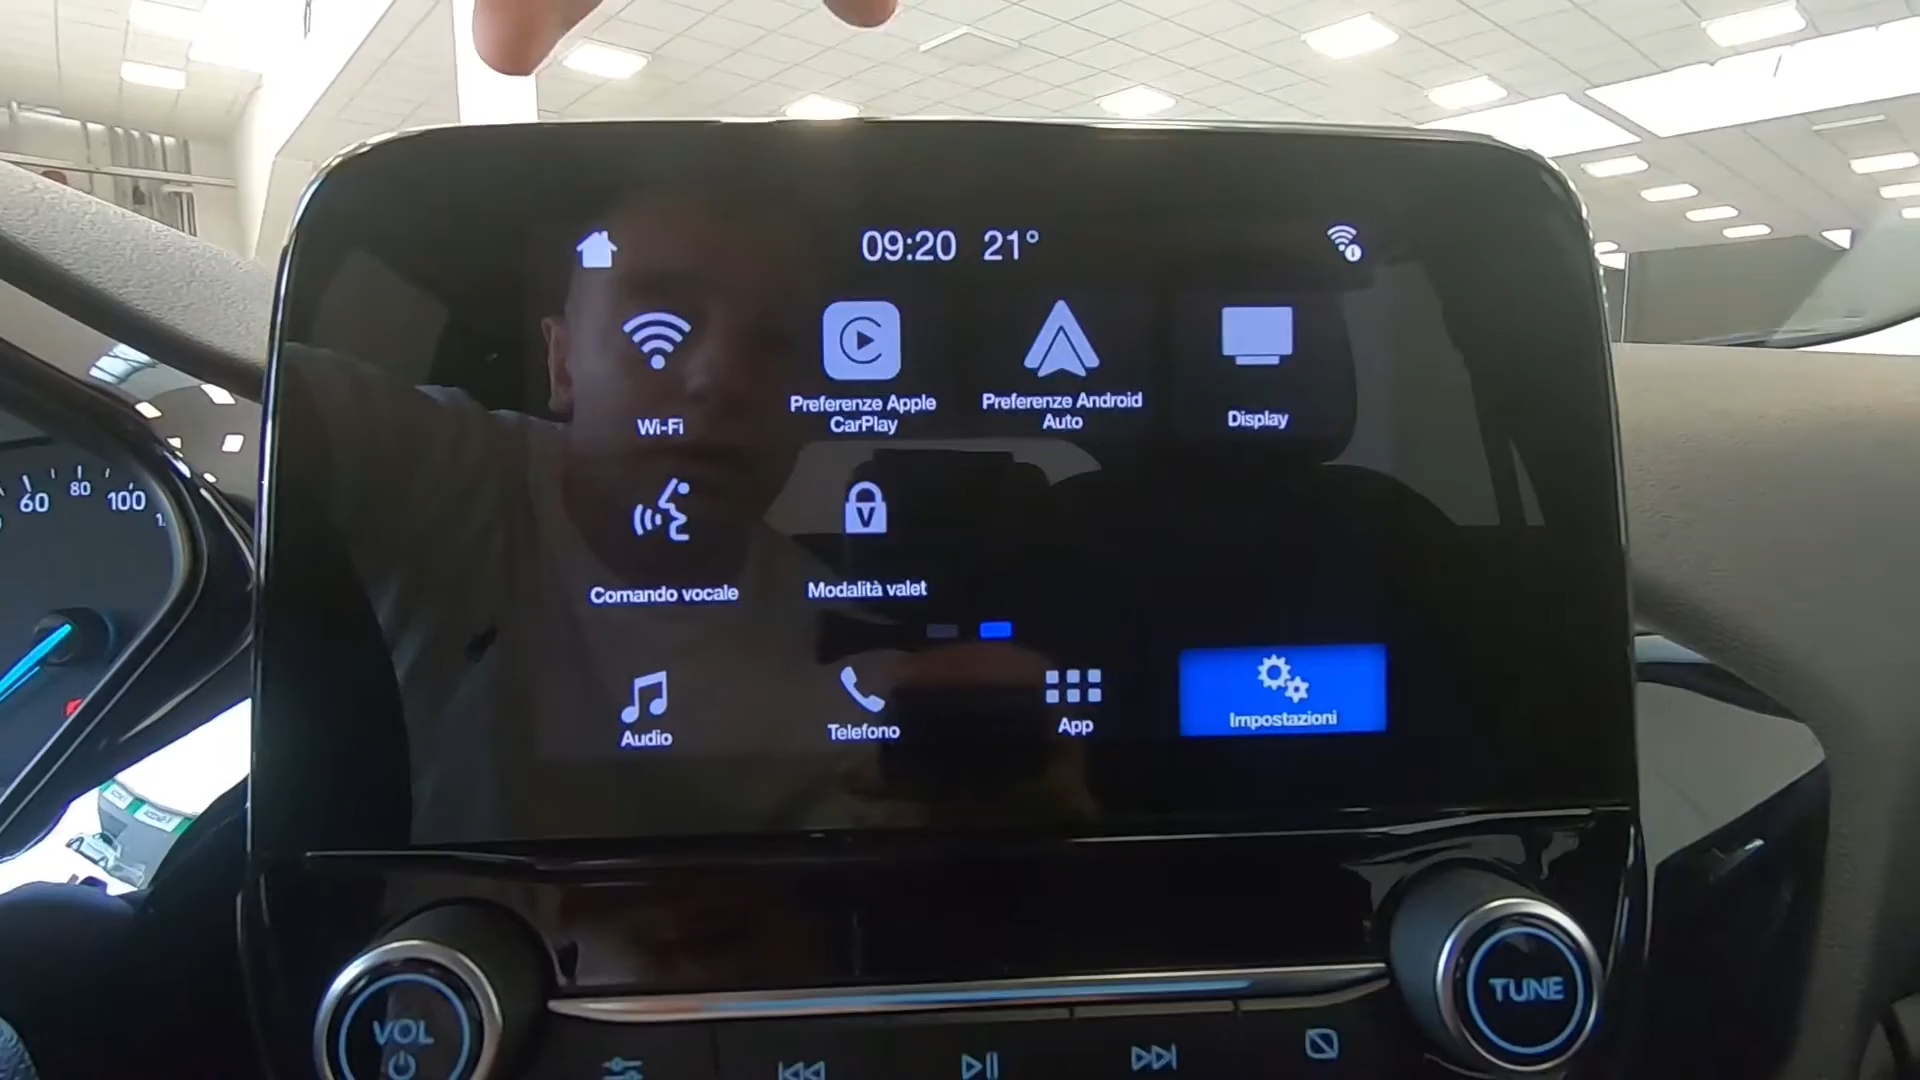 09:20 21°
Wi-Fi
Preferenze Apple
CarPlay
Preferenze Android
Auto
Display
60 80 100
Comando vocale
Modalità valet
Audio
Telefono
App
Impostazioni
VOL
TUNE